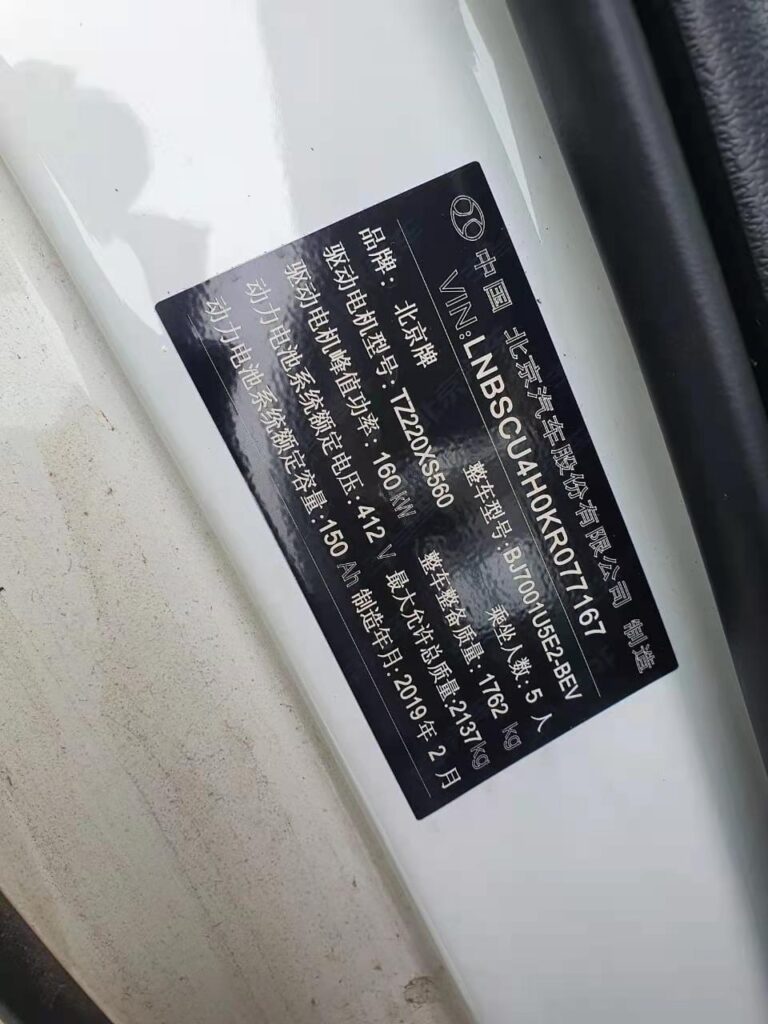 中国 北京汽车股份有限公司 制造
VIN:LNBSCU4H0KR077167
品牌：北京牌 整车型号:BJ7001U5E2-BEV
驱动电机型号:TZ220XS560 乘坐人数:5人
驱动电机峰值功率:160kW 整车整备质量:1762 kg
动力电池系统额定电压:412 V 最大允许总质量:2137kg
动力电池系统额定容量:150 Ah 制造年月:2019年2月